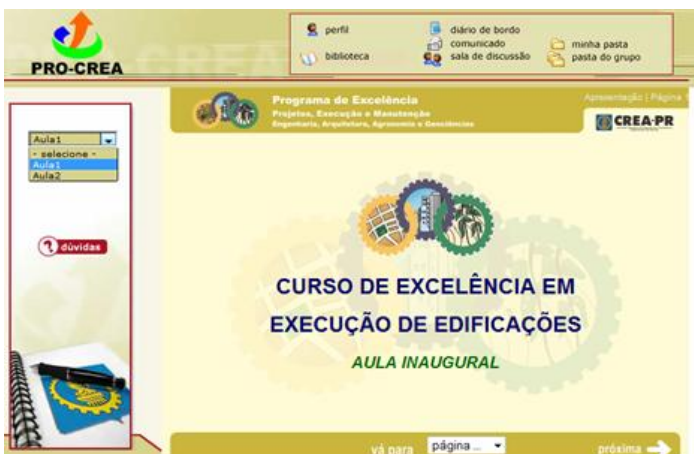 PRO-CREA
perfil
biblioteca
diário de bordo
comunicado
sala de discussão
minha pasta
pasta do grupo
Aula1
- selecione -
Aula1
Aula2
dúvidas
Programa de Excelência
Projetos, Execução e Manutenção
Engenharia, Arquitetura, Agronomia e Geociências
Apresentação | Página
CREA-PR
CURSO DE EXCELÊNCIA EM
EXECUÇÃO DE EDIFICAÇÕES
AULA INAUGURAL
vá para página ...
próxima